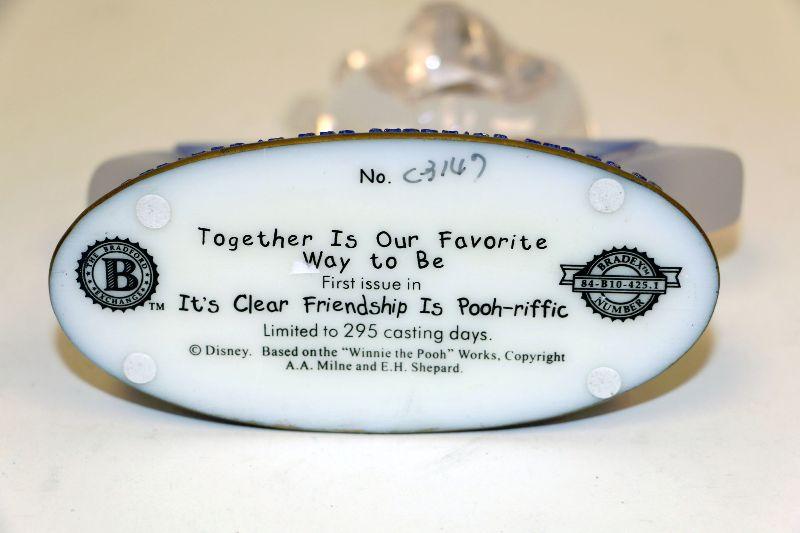 No. C-3147
Together Is Our Favorite
Way to Be
First issue in
It's Clear Friendship Is Pooh-riffic
Limited to 295 casting days.
© Disney. Based on the "Winnie the Pooh" Works, Copyright
A.A. Milne and E.H. Shepard.
THE BRADFORD
B
EXCHANGE
TM
BRADEX™
84-B10-425.1
NUMBER